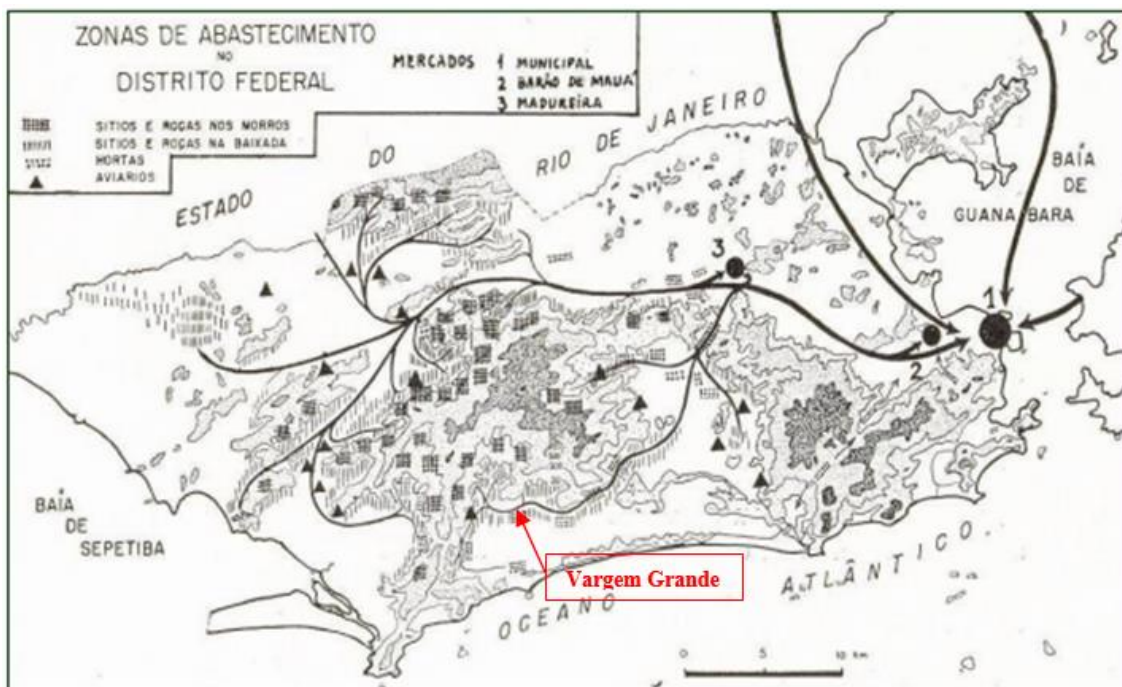 ZONAS DE ABASTECIMENTO
NO
DISTRITO FEDERAL
MERCADOS 1 MUNICIPAL
2 BARÃO DE MAUÁ
3 MADUREIRA
SITIOS E ROÇAS NOS MORROS
SITIOS E ROÇAS NA BAIXADA
HORTAS
AVIARIOS
ESTADO DO RIO DE JANEIRO
BAÍA
DE
GUANABARA
3
1
2
BAÍA
DE
SEPETIBA
Vargem Grande
OCEANO ATLÂNTICO
0 5 10 km